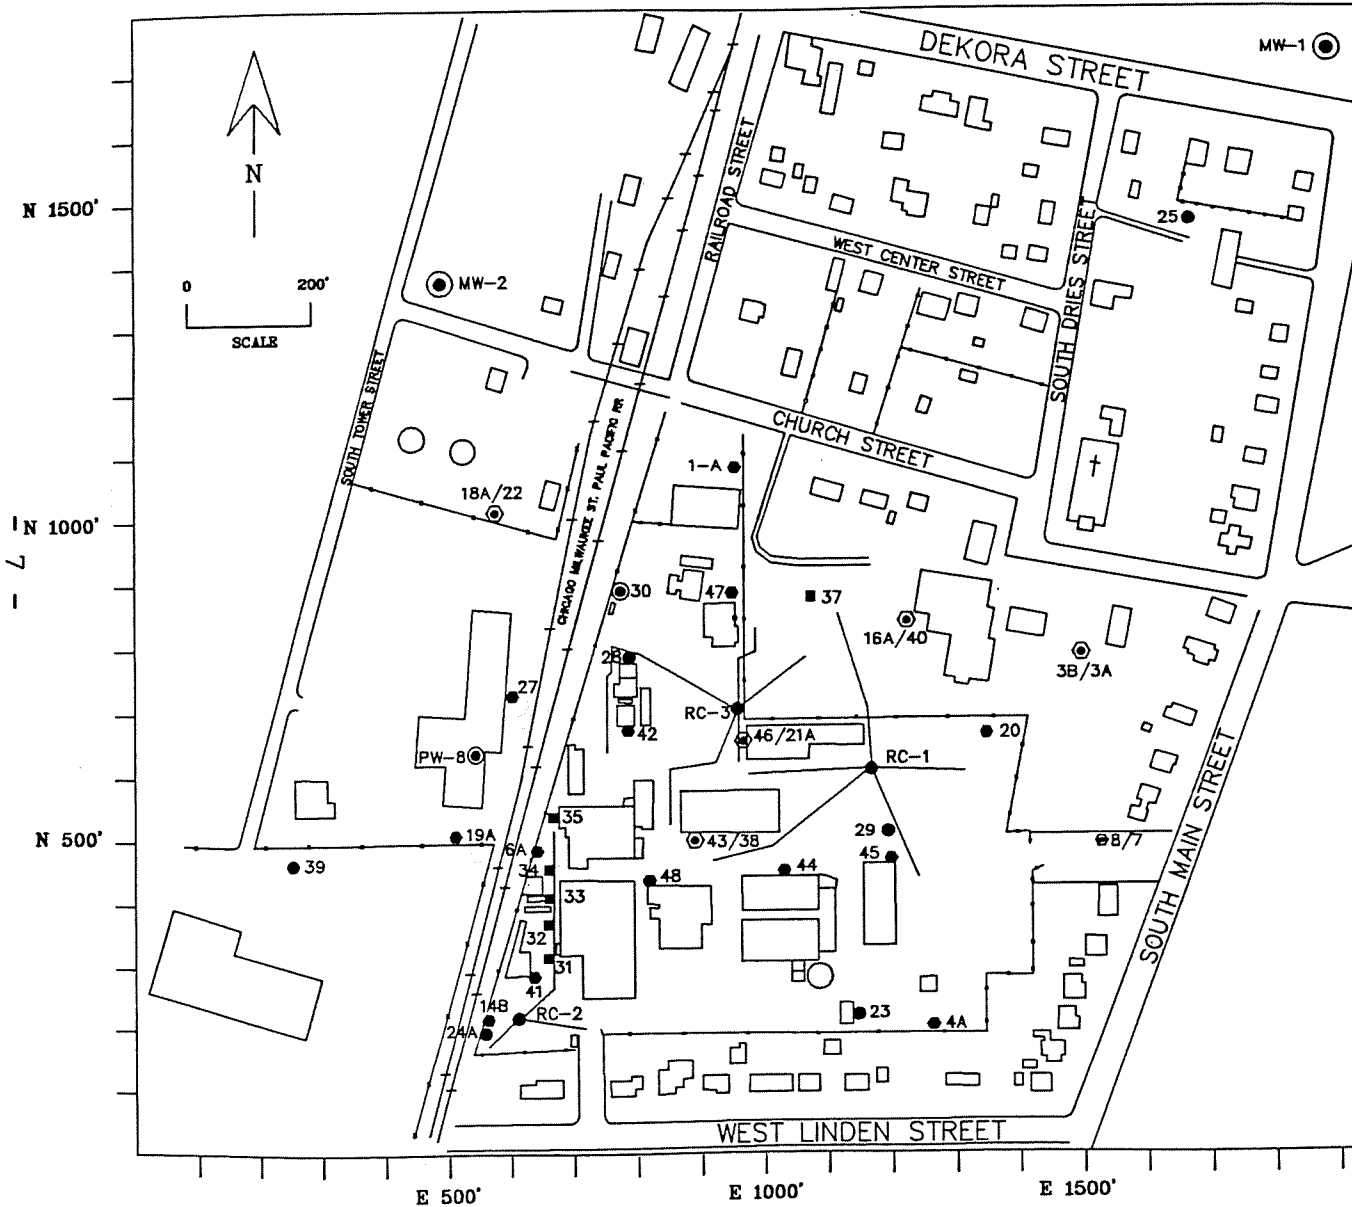 DEKORA STREET
MW-1
N
RAILROAD STREET
N 1500'
25
WEST CENTER STREET
SOUTH DRIES STREET
0 200'
SCALE
MW-2
SOUTH TOWER STREET
CHICAGO MILWAUKEE ST. PAUL PACIFIC RR
CHURCH STREET
1-A
18A/22
N 1000'
- 7 -
30
47
37
16A/40
3B/3A
28
27
RC-3
42
46/21A
20
PW-8
RC-1
SOUTH MAIN STREET
35
N 500'
19A
6A
43/38
29
8/7
39
34
45
44
48
33
32
31
41
14B
RC-2
23
24A
4A
WEST LINDEN STREET
E 500'
E 1000'
E 1500'